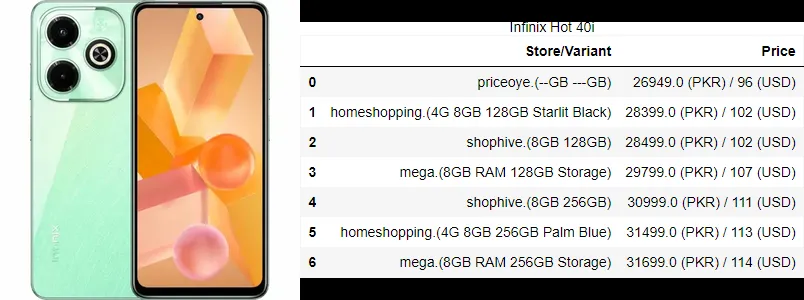 Infinix
Infinix Hot 40i
Store/Variant Price
0 priceoye.(--GB ---GB) 26949.0 (PKR) / 96 (USD)
1 homeshopping.(4G 8GB 128GB Starlit Black) 28399.0 (PKR) / 102 (USD)
2 shophive.(8GB 128GB) 28499.0 (PKR) / 102 (USD)
3 mega.(8GB RAM 128GB Storage) 29799.0 (PKR) / 107 (USD)
4 shophive.(8GB 256GB) 30999.0 (PKR) / 111 (USD)
5 homeshopping.(4G 8GB 256GB Palm Blue) 31499.0 (PKR) / 113 (USD)
6 mega.(8GB RAM 256GB Storage) 31699.0 (PKR) / 114 (USD)